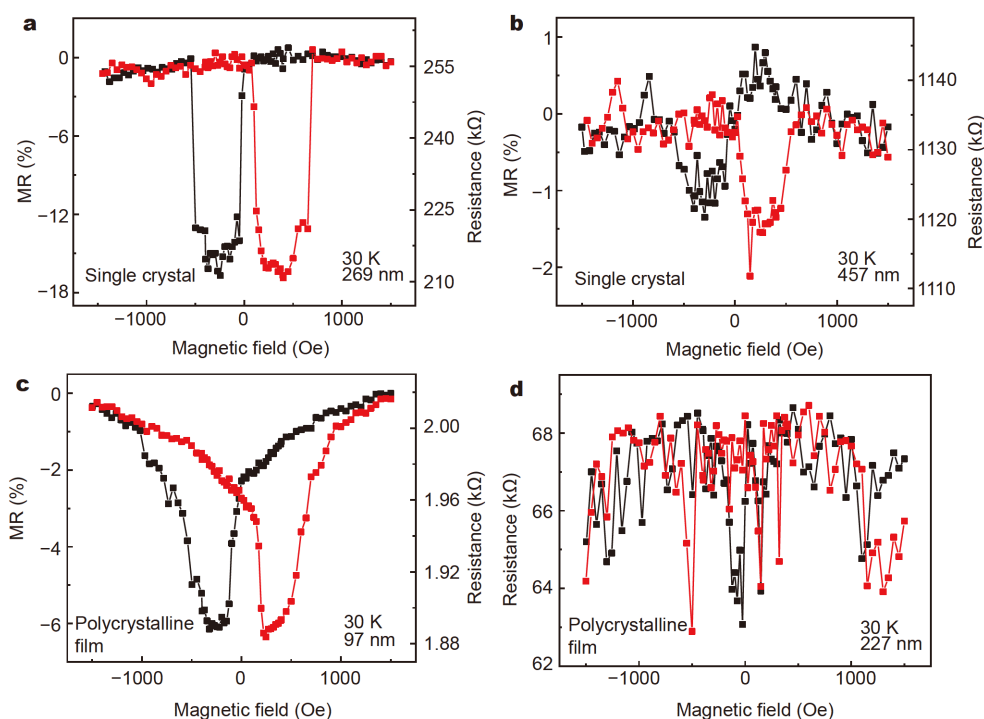 a
0
−6
−12
−18
MR (%)
255
240
225
210
Resistance (kΩ)
Single crystal
30 K
269 nm
−1000
0
1000
Magnetic field (Oe)
b
1
0
−1
−2
MR (%)
1140
1130
1120
1110
Resistance (kΩ)
Single crystal
30 K
457 nm
−1000
0
1000
Magnetic field (Oe)
c
0
−2
−4
−6
MR (%)
2.00
1.96
1.92
1.88
Resistance (kΩ)
Polycrystalline
film
30 K
97 nm
−1000
0
1000
Magnetic field (Oe)
d
68
66
64
62
Resistance (kΩ)
Polycrystalline
film
30 K
227 nm
−1000
0
1000
Magnetic field (Oe)